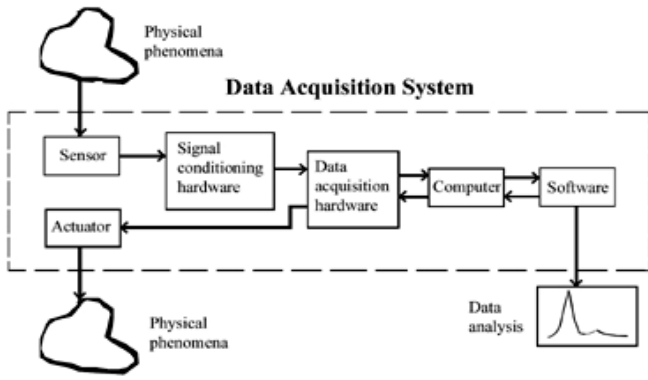 Physical
phenomena
Data Acquisition System
Sensor
Signal
conditioning
hardware
Data
acquisition
hardware
Computer
Software
Actuator
Physical
phenomena
Data
analysis